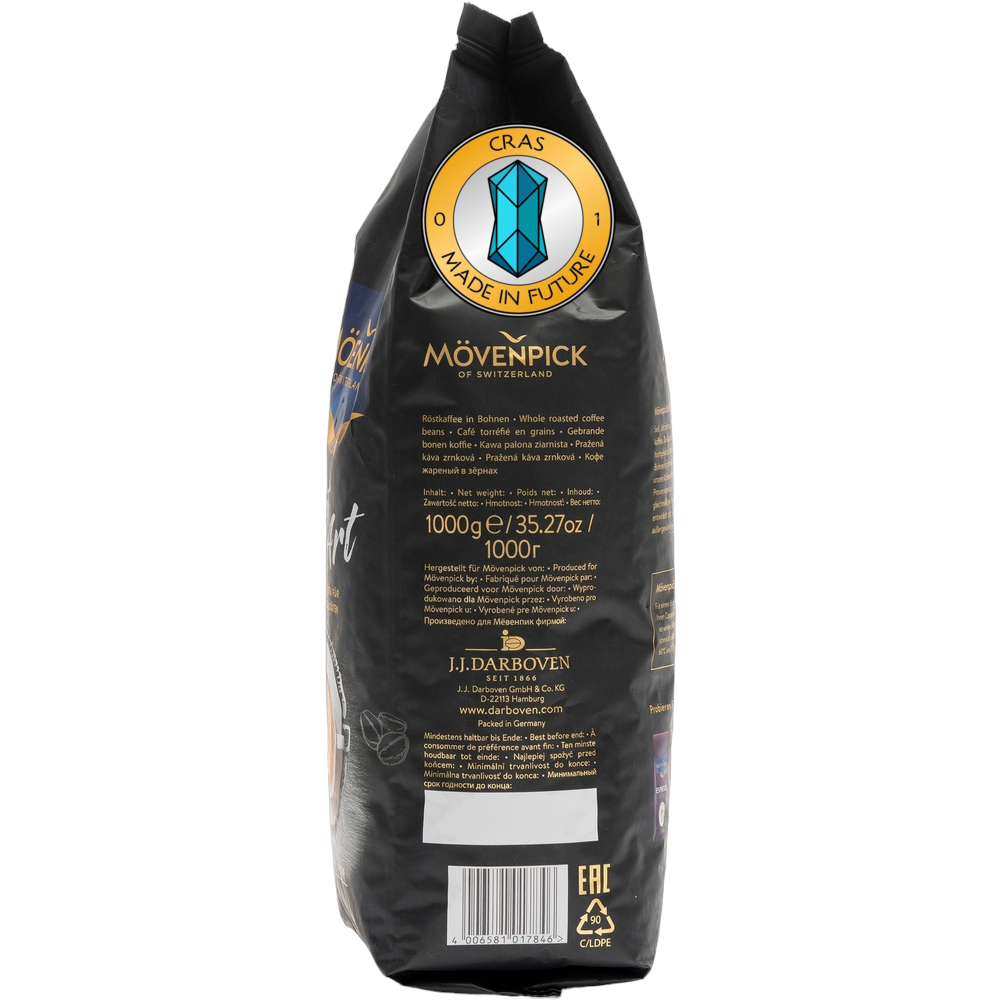 CRAS
0 1
MADE IN FUTURE
MÖVENPICK
OF SWITZERLAND
Röstkaffee in Bohnen • Whole roasted coffee
beans • Café torréfié en grains • Gebrande
bonen koffie • Kawa palona ziarnista • Pražená
káva zrnková • Pražená káva zrnková • Кофе
жареный в зёрнах
Inhalt: • Net weight: • Poids net: • Inhoud: •
Zawartość netto: • Hmotnost: • Hmotnosť: • Вес нетто:
1000g ℮ / 35.27oz /
1000г
Hergestellt für Mövenpick von: • Produced for
Mövenpick by: • Fabriqué pour Mövenpick par: •
Geproduceerd voor Mövenpick door: • Wypro-
dukowano dla Mövenpick przez: • Vyrobeno pro
Mövenpick u: • Vyrobené pre Mövenpick u: •
Произведено для Мёвенпик фирмой:
J.J.DARBOVEN
SEIT 1866
J.J. Darboven GmbH & Co. KG
D-22113 Hamburg
www.darboven.com
Packed in Germany
Mindestens haltbar bis Ende: • Best before end: • À
consommer de préférence avant fin: • Ten minste
houdbaar tot einde: • Najlepiej spożyć przed
końcem: • Minimální trvanlivost do konce: •
Minimálna trvanlivosť do konca: • Минимальный
срок годности до конца:
4 006581 017846 >
EAC
90
C/LDPE
Art
Probieren